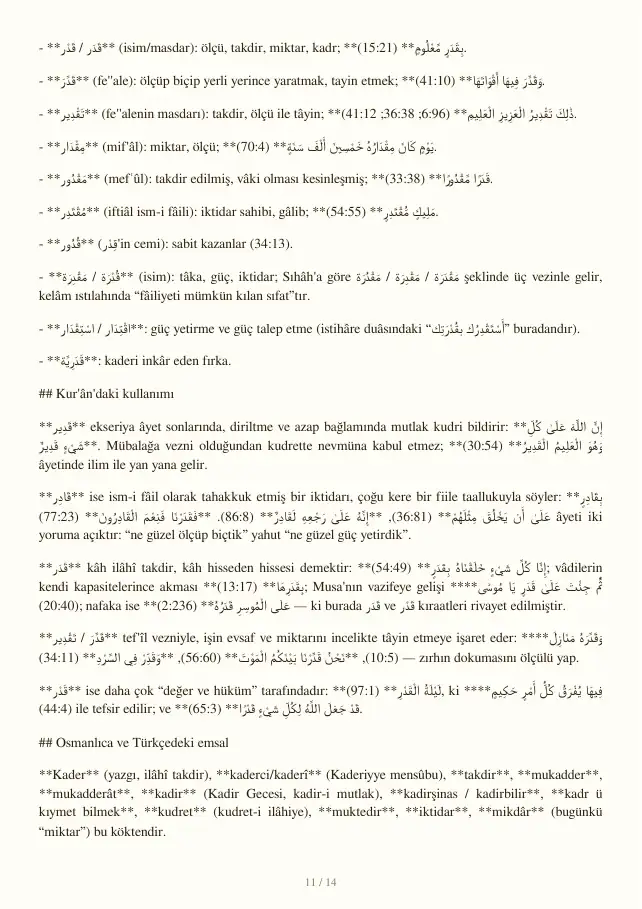 - **قَدَر / قَدْر** (isim/masdar): ölçü, takdir, miktar, kadr; **(15:21) **بِقَدَرٍ مَّعْلُومٍ.
- **قَدَّرَ** (fe''ale): ölçüp biçip yerli yerince yaratmak, tayin etmek; **(41:10) **وَقَدَّرَ فِيهَا أَقْوَاتَهَا.
- **تَقْدِير** (fe''alenin masdarı): takdir, ölçü ile tâyin; **(41:12 ;36:38 ;6:96) **ذَٰلِكَ تَقْدِيرُ الْعَزِيزِ الْعَلِيمِ.
- **مِقْدَار** (mif'âl): miktar, ölçü; **(70:4) **يَوْمٍ كَانَ مِقْدَارُهُ خَمْسِينَ أَلْفَ سَنَةٍ.
- **مَقْدُور** (mefʿûl): takdir edilmiş, vâki olması kesinleşmiş; **(33:38) **قَدَرًا مَّقْدُورًا.
- **مُقْتَدِر** (iftiâl ism-i fâili): iktidar sahibi, gâlib; **(54:55) **مَلِيكٍ مُّقْتَدِرٍ.
- **قُدُور** (قِدْر'in cemi): sabit kazanlar (34:13).
- **قُدْرَة / مَقْدِرَة** (isim): tâka, güç, iktidar; Sıhâh'a göre مَقْدَرَة / مَقْدِرَة / مَقْدُرَة şeklinde üç vezinle gelir,
kelâm ıstılahında “fâiliyeti mümkün kılan sıfat”tır.
- **اقْتِدَار / اسْتِقْدَار**: güç yetirme ve güç talep etme (istihâre duâsındaki “أَسْتَقْدِرُكَ بِقُدْرَتِكَ” buradandır).
- **قَدَرِيَّة**: kaderi inkâr eden fırka.
## Kur'ân'daki kullanımı
**قَدِير** ekseriya âyet sonlarında, diriltme ve azap bağlamında mutlak kudri bildirir: **إِنَّ اللَّهَ عَلَىٰ كُلِّ
شَيْءٍ قَدِيرٌ**. Mübalağa vezni olduğundan kudrette nevmüna kabul etmez; **(30:54) **وَهُوَ الْعَلِيمُ الْقَدِيرُ
âyetinde ilim ile yan yana gelir.
**قَادِر** ise ism-i fâil olarak tahakkuk etmiş bir iktidarı, çoğu kere bir fiile taallukuyla söyler: **بِقَادِرٍ
عَلَىٰ أَن يَخْلُقَ مِثْلَهُمْ** (36:81), **إِنَّهُ عَلَىٰ رَجْعِهِ لَقَادِرٌ** (86:8). **فَقَدَرْنَا فَنِعْمَ الْقَادِرُونَ** (77:23) âyeti iki
yoruma açıktır: “ne güzel ölçüp biçtik” yahut “ne güzel güç yetirdik”.
**قَدَر** kâh ilâhî takdir, kâh hisseden hissesi demektir: **(54:49) **إِنَّا كُلَّ شَيْءٍ خَلَقْنَاهُ بِقَدَرٍ; vâdilerin
kendi kapasitelerince akması **(13:17) **بِقَدَرِهَا; Musa'nın vazifeye gelişi ****ثُمَّ جِئْتَ عَلَىٰ قَدَرٍ يَا مُوسَىٰ
(20:40); nafaka ise **(2:236) **عَلَى الْمُوسِعِ قَدَرُهُ — ki burada قَدَر ve قَدْر kıraatleri rivayet edilmiştir.
**قَدَّرَ / تَقْدِير** tef'îl vezniyle, işin evsaf ve miktarını incelikte tâyin etmeye işaret eder: ****وَقَدَّرَهُ مَنَازِلَ
(10:5), **نَحْنُ قَدَّرْنَا بَيْنَكُمُ الْمَوْتَ** (56:60), **وَقَدِّرْ فِي السَّرْدِ** (34:11) — zırhın dokumasını ölçülü yap.
**قَدْر** ise daha çok “değer ve hüküm” tarafındadır: **(97:1) **لَيْلَةُ الْقَدْرِ, ki ****فِيهَا يُفْرَقُ كُلُّ أَمْرٍ حَكِيمٍ
(44:4) ile tefsir edilir; ve **(65:3) **قَدْ جَعَلَ اللَّهُ لِكُلِّ شَيْءٍ قَدْرًا.
## Osmanlıca ve Türkçedeki emsal
**Kader** (yazgı, ilâhî takdir), **kaderci/kaderî** (Kaderiyye mensûbu), **takdir**, **mukadder**,
**mukadderât**, **kadir** (Kadir Gecesi, kadir-i mutlak), **kadirşinas / kadirbilir**, **kadr ü
kıymet bilmek**, **kudret** (kudret-i ilâhiye), **muktedir**, **iktidar**, **mikdâr** (bugünkü
“miktar”) bu köktendir.
11 / 14